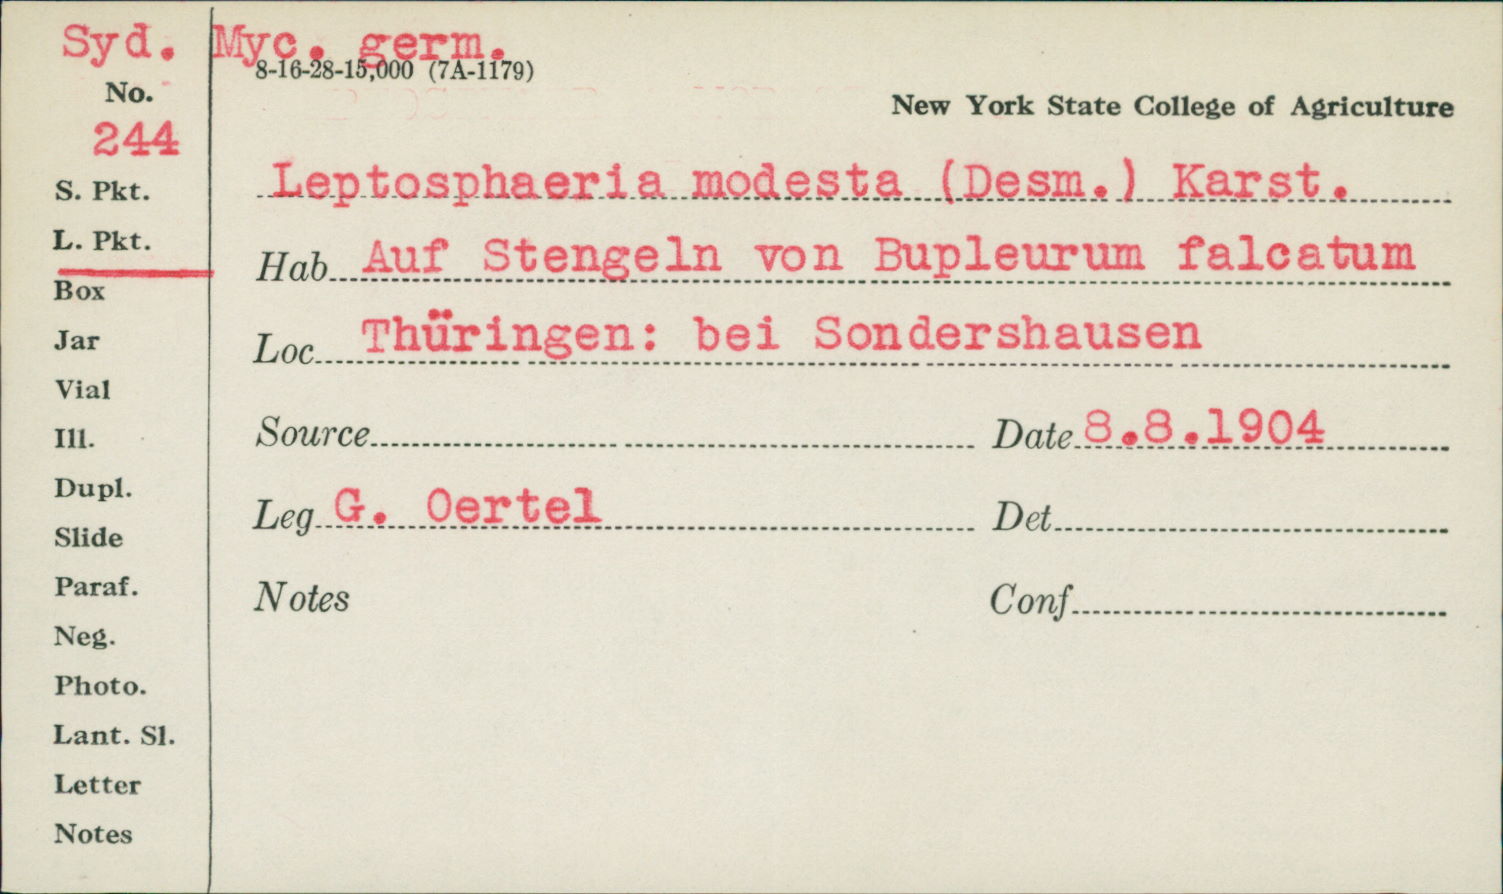 Syd. Myc. germ.
8-16-28-15,000 (7A-1179)
No.
New York State College of Agriculture
244
Leptosphaeria modesta (Desm.) Karst.
S. Pkt.
L. Pkt.
Hab Auf Stengeln von Bupleurum falcatum
Box
Loc Thüringen: bei Sondershausen
Jar
Vial
Source Date 8.8.1904
Ill.
Dupl.
Leg G. Oertel Det
Slide
Paraf.
Notes Conf
Neg.
Photo.
Lant. Sl.
Letter
Notes